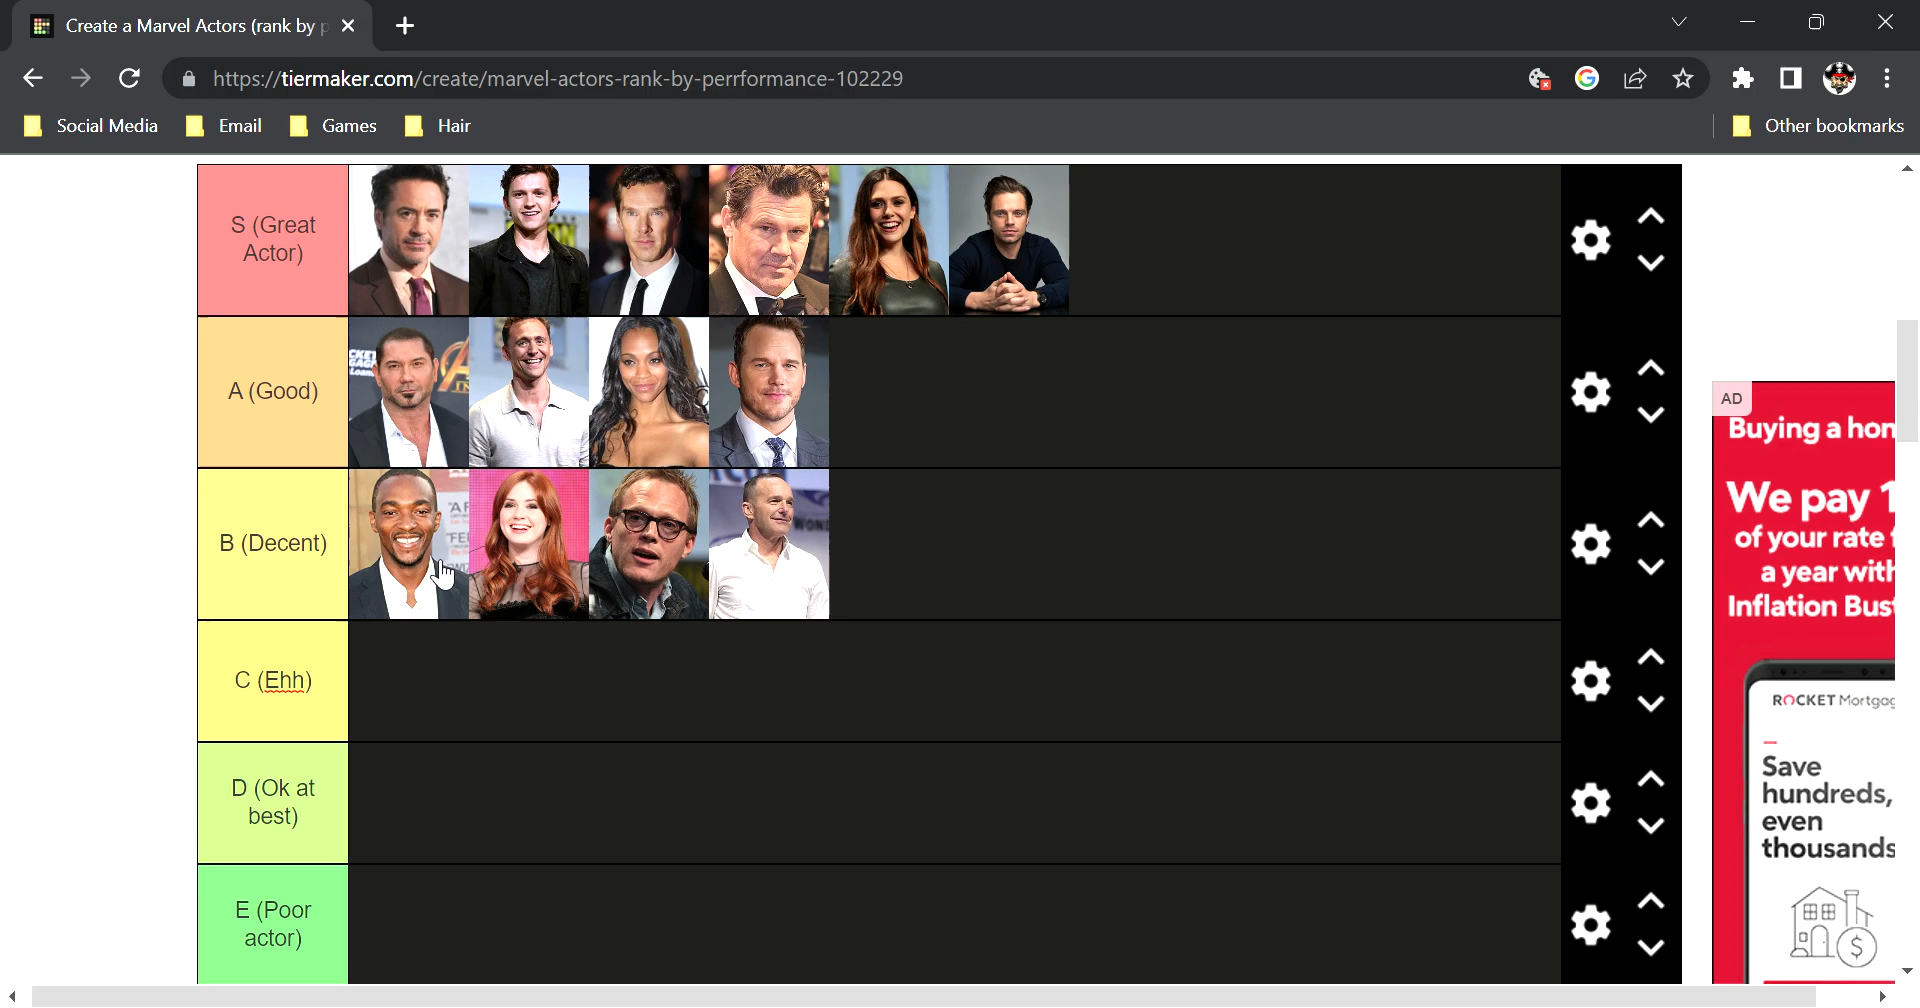 Create a Marvel Actors (rank by p
https://tiermaker.com/create/marvel-actors-rank-by-perrformance-102229
Social Media
Email
Games
Hair
Other bookmarks
S (Great
Actor)
A (Good)
B (Decent)
C (Ehh)
D (Ok at
best)
E (Poor
actor)
AD
Buying a hon
We pay 1
of your rate
a year with
Inflation Bus
ROCKET Mortgag
Save
hundreds,
even
thousands
$